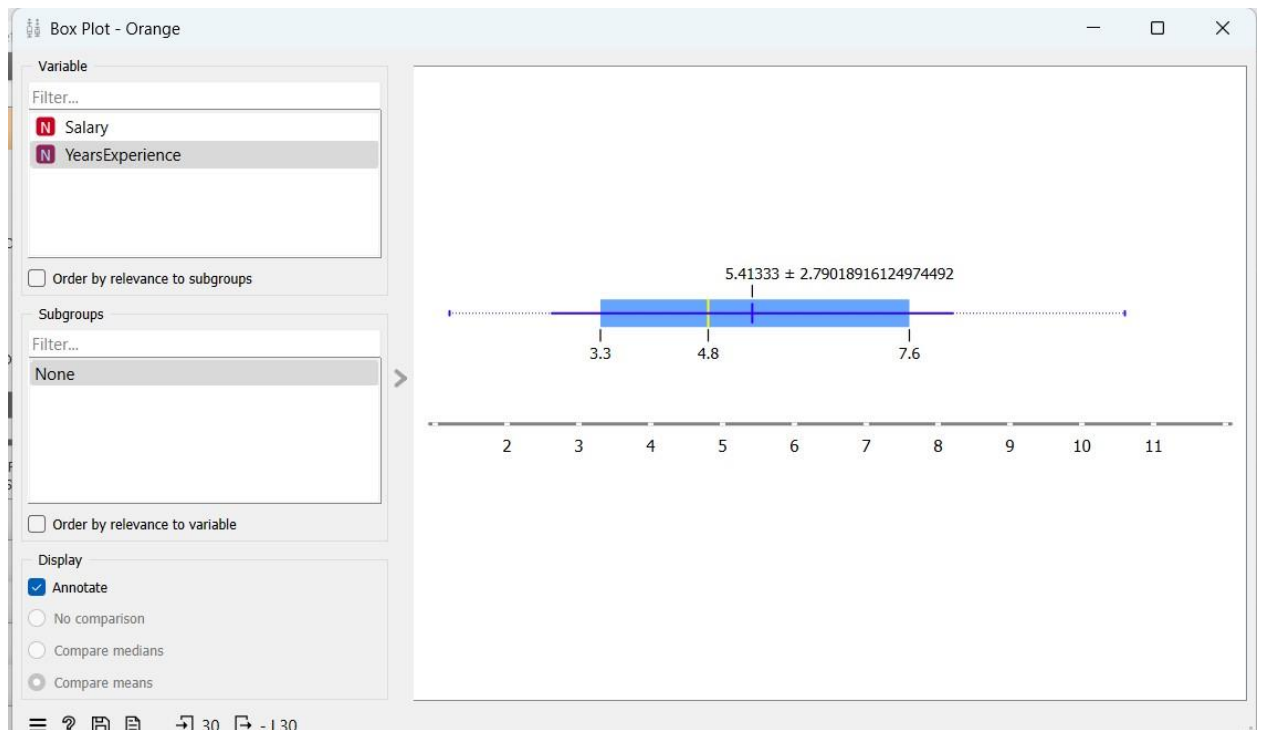 Box Plot - Orange
Variable
Filter...
N Salary
N YearsExperience
Order by relevance to subgroups
Subgroups
Filter...
None
Order by relevance to variable
Display
Annotate
No comparison
Compare medians
Compare means
30 - | 30
5.41333 ± 2.79018916124974492
3.3 4.8 7.6
2 3 4 5 6 7 8 9 10 11